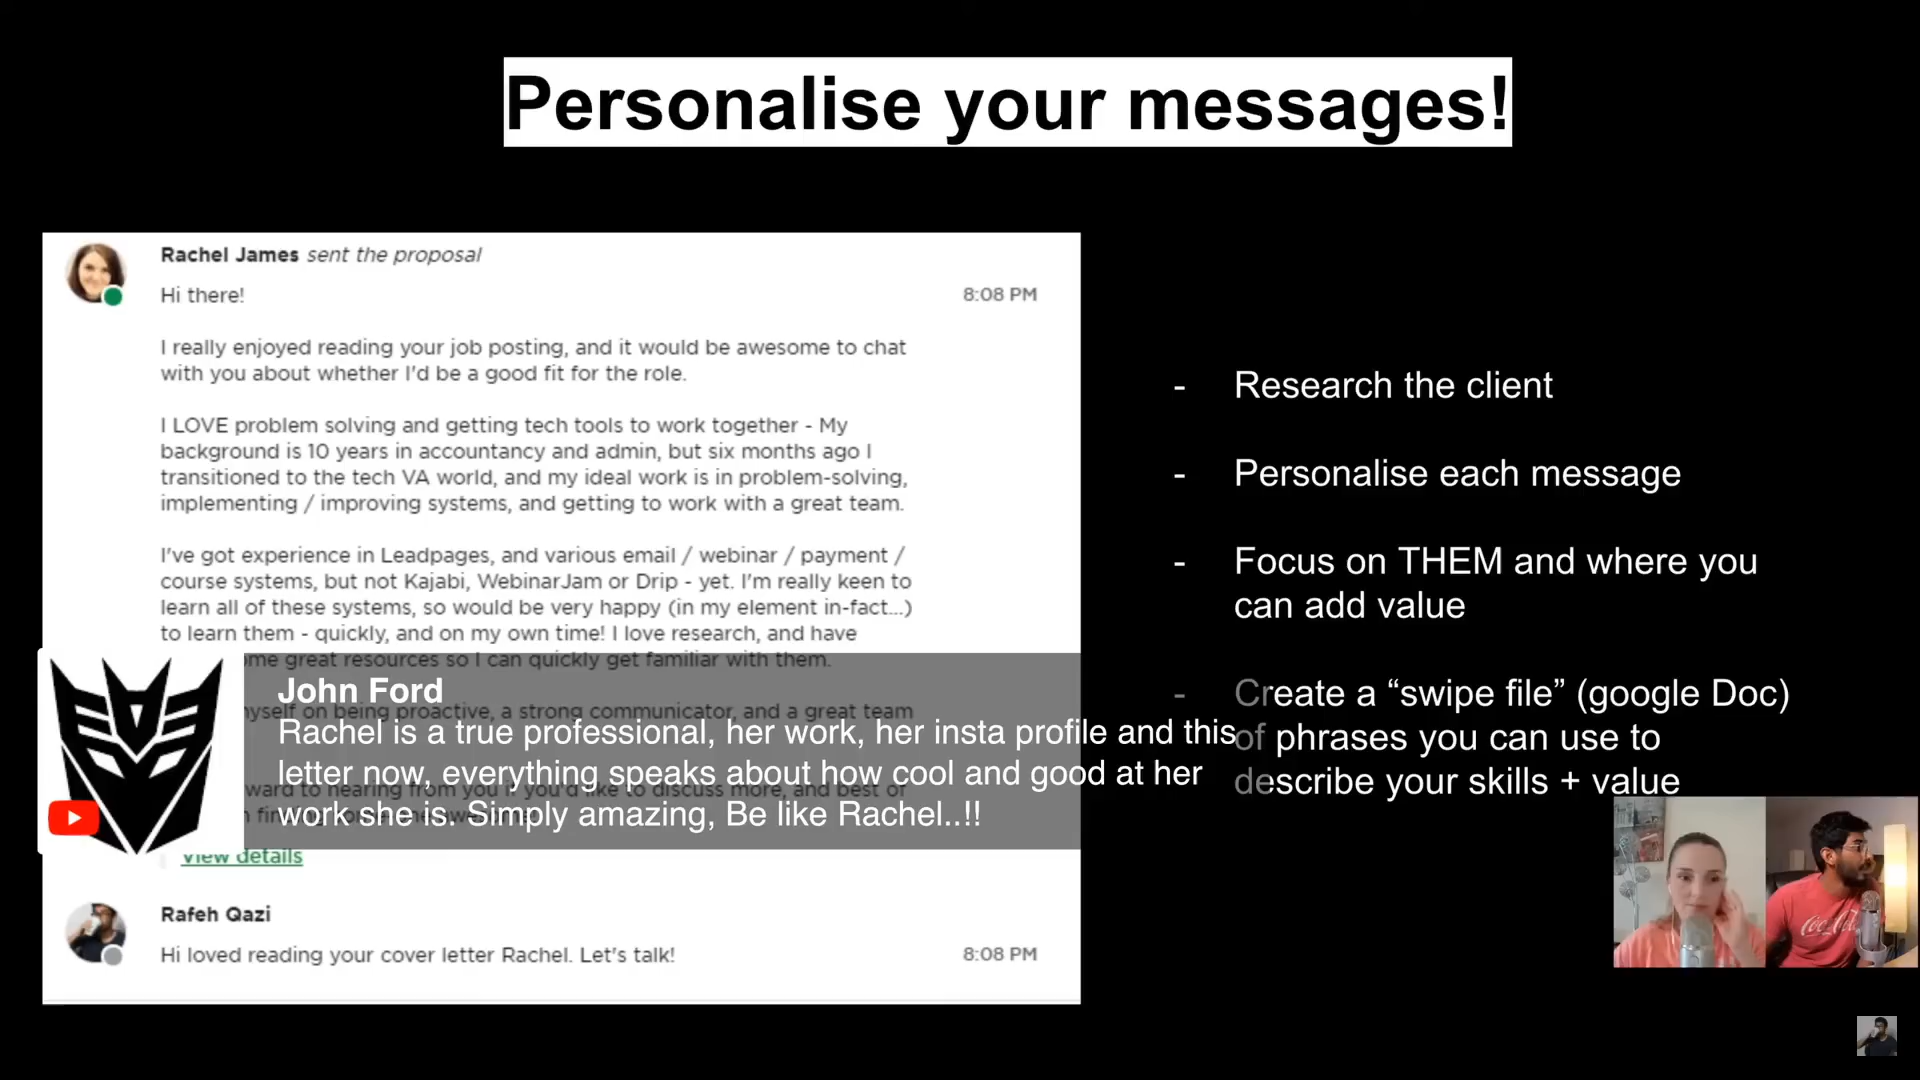 Personalise your messages!
Rachel James sent the proposal
Hi there!
8:08 PM
I really enjoyed reading your job posting, and it would be awesome to chat
with you about whether I'd be a good fit for the role.
I LOVE problem solving and getting tech tools to work together - My
background is 10 years in accountancy and admin, but six months ago I
transitioned to the tech VA world, and my ideal work is in problem-solving,
implementing / improving systems, and getting to work with a great team.
I've got experience in Leadpages, and various email / webinar / payment /
course systems, but not Kajabi, WebinarJam or Drip - yet. I'm really keen to
learn all of these systems, so would be very happy (in my element in-fact...)
to learn them - quickly, and on my own time! I love research, and have
great resources so I can quickly get familiar with them.
on being proactive, a strong communicator, and a great team
to hearing from you if you'd like to discuss more, and best of
John Ford
Rachel is a true professional, her work, her insta profile and this
letter now, everything speaks about how cool and good at her
work she is. Simply amazing, Be like Rachel..!!
View details
Rafeh Qazi
Hi loved reading your cover letter Rachel. Let's talk!
8:08 PM
- Research the client
- Personalise each message
- Focus on THEM and where you
can add value
- Create a “swipe file” (google Doc)
of phrases you can use to
describe your skills + value